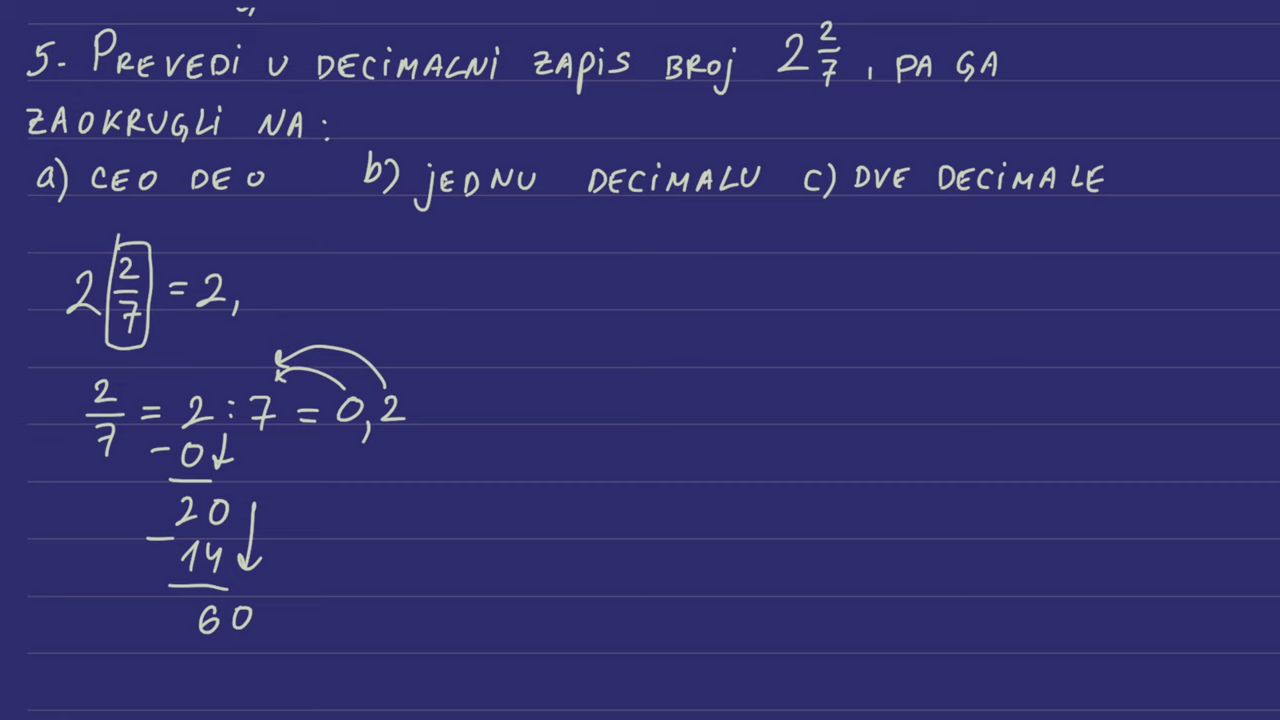 5. PREVEDI U DECIMALNI ZAPIS BROJ 2 2/7, PA GA
ZAOKRUGLI NA:
a) CEO DEO b) JEDNU DECIMALU c) DVE DECIMALE
2 2/7 = 2,
2/7 = 2 : 7 = 0,2
- 0
20
- 14
60